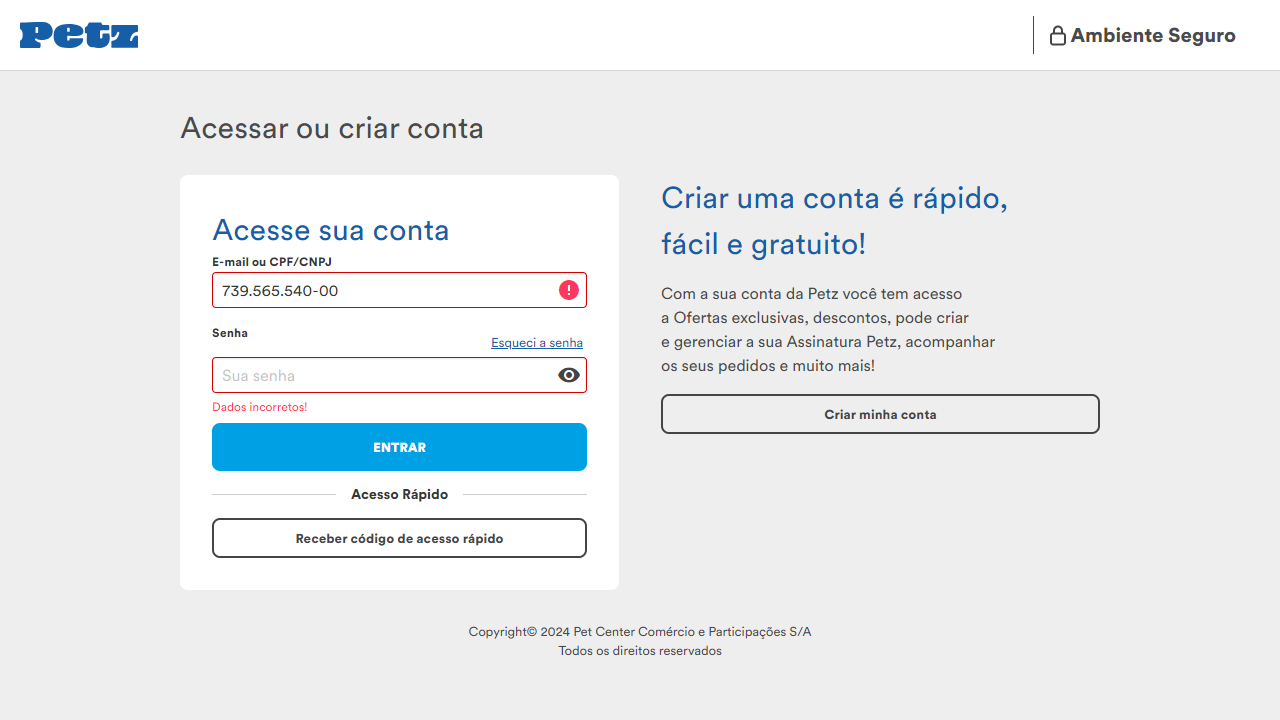 Petz
Ambiente Seguro
Acessar ou criar conta
Acesse sua conta
E-mail ou CPF/CNPJ
739.565.540-00
Senha
Esqueci a senha
Sua senha
Dados incorretos!
ENTRAR
Acesso Rápido
Receber código de acesso rápido
Criar uma conta é rápido,
fácil e gratuito!
Com a sua conta da Petz você tem acesso
a Ofertas exclusivas, descontos, pode criar
e gerenciar a sua Assinatura Petz, acompanhar
os seus pedidos e muito mais!
Criar minha conta
Copyright© 2024 Pet Center Comércio e Participações S/A
Todos os direitos reservados